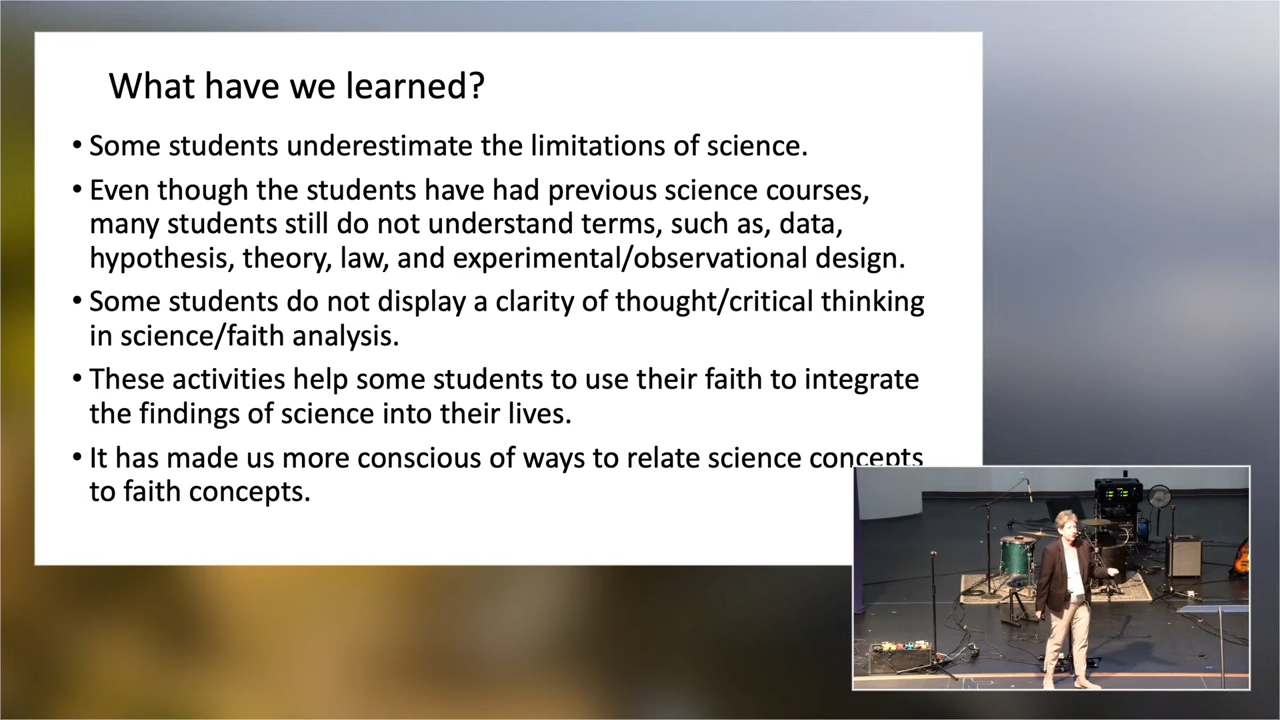 What have we learned?
• Some students underestimate the limitations of science.
• Even though the students have had previous science courses,
many students still do not understand terms, such as, data,
hypothesis, theory, law, and experimental/observational design.
• Some students do not display a clarity of thought/critical thinking
in science/faith analysis.
• These activities help some students to use their faith to integrate
the findings of science into their lives.
• It has made us more conscious of ways to relate science concepts
to faith concepts.